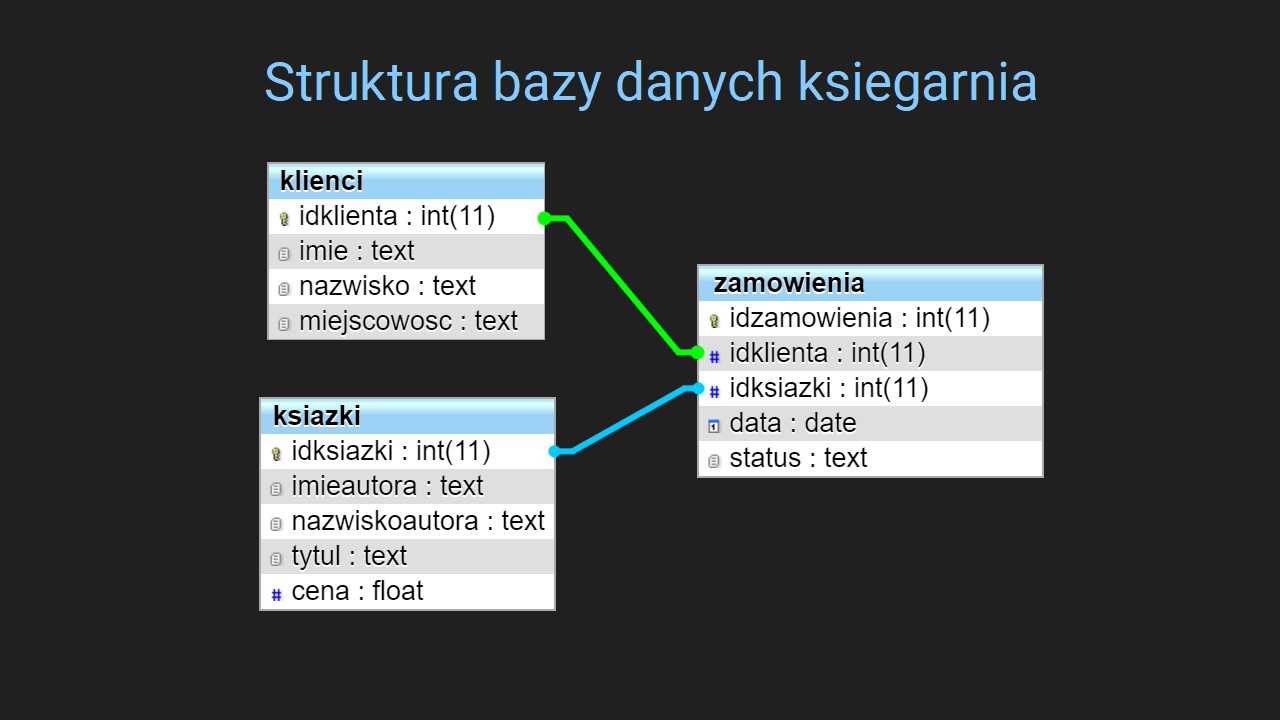 Struktura bazy danych ksiegarnia
klienci
idklienta : int(11)
imie : text
nazwisko : text
miejscowosc : text
ksiazki
idksiazki : int(11)
imieautora : text
nazwiskoautora : text
tytul : text
cena : float
zamowienia
idzamowienia : int(11)
idklienta : int(11)
idksiazki : int(11)
data : date
status : text